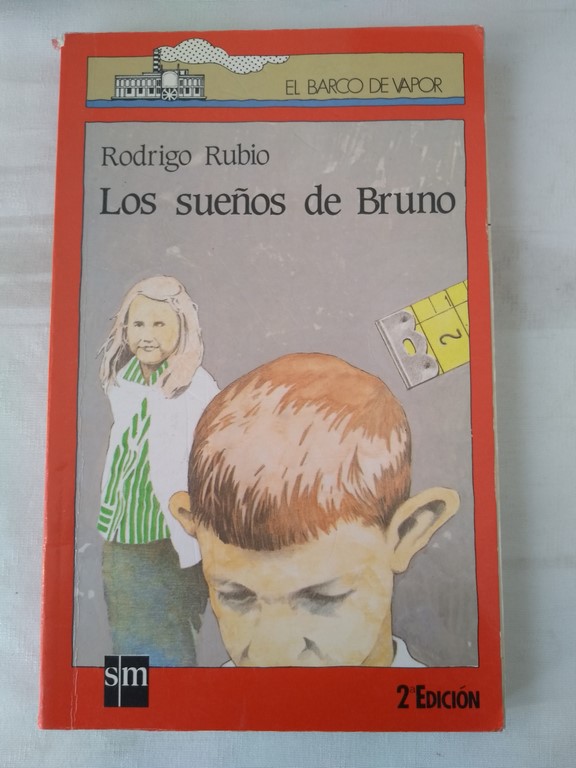 EL BARCO DE VAPOR
Rodrigo Rubio
Los sueños de Bruno
1
2
sm
2ª EDICIÓN